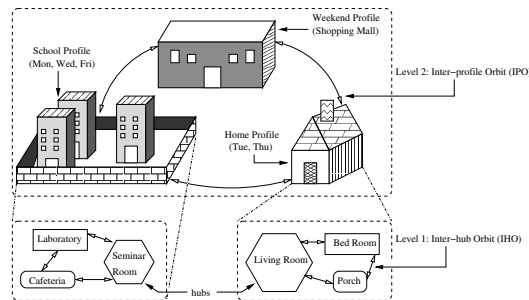 Weekend Profile
(Shopping Mall)
School Profile
(Mon, Wed, Fri)
Level 2: Inter-profile Orbit (IPO)
Home Profile
(Tue, Thu)
Laboratory
Seminar
Room
Cafeteria
hubs
Living Room
Bed Room
Porch
Level 1: Inter-hub Orbit (IHO)